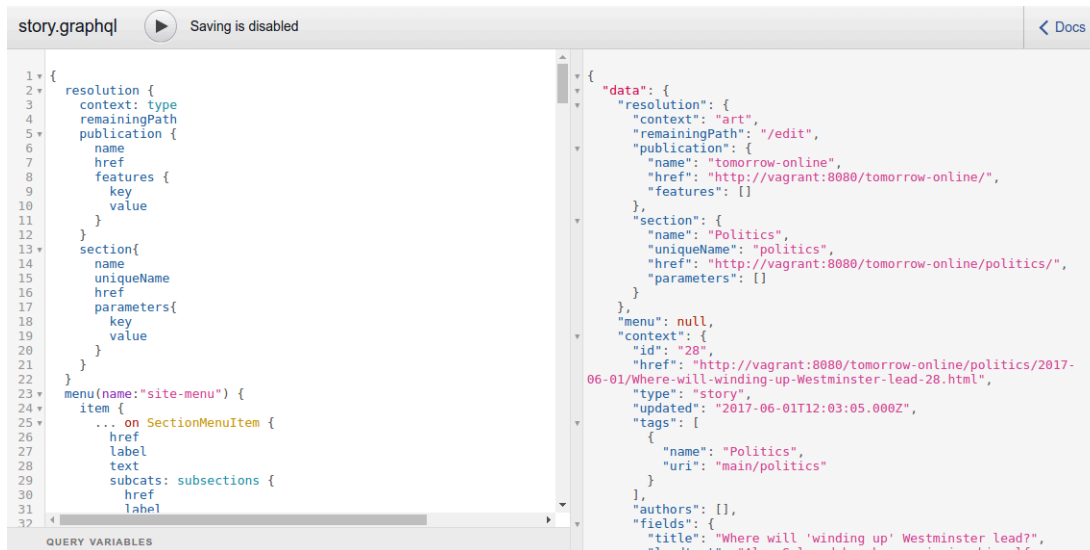 story.graphql
Saving is disabled
Docs
1 {
2 resolution {
3 context: type
4 remainingPath
5 publication {
6 name
7 href
8 features {
9 key
10 value
11 }
12 }
13 section{
14 name
15 uniqueName
16 href
17 parameters{
18 key
19 value
20 }
21 }
22 }
23 menu(name:"site-menu") {
24 item {
25 ... on SectionMenuItem {
26 href
27 label
28 text
29 subcats: subsections {
30 href
31 label
32
QUERY VARIABLES
{
"data": {
"resolution": {
"context": "art",
"remainingPath": "/edit",
"publication": {
"name": "tomorrow-online",
"href": "http://vagrant:8080/tomorrow-online/",
"features": []
},
"section": {
"name": "Politics",
"uniqueName": "politics",
"href": "http://vagrant:8080/tomorrow-online/politics/",
"parameters": []
}
},
"menu": null,
"context": {
"id": "28",
"href": "http://vagrant:8080/tomorrow-online/politics/2017-
06-01/Where-will-winding-up-Westminster-lead-28.html",
"type": "story",
"updated": "2017-06-01T12:03:05.000Z",
"tags": [
{
"name": "Politics",
"uri": "main/politics"
}
],
"authors": [],
"fields": {
"title": "Where will 'winding up' Westminster lead?",